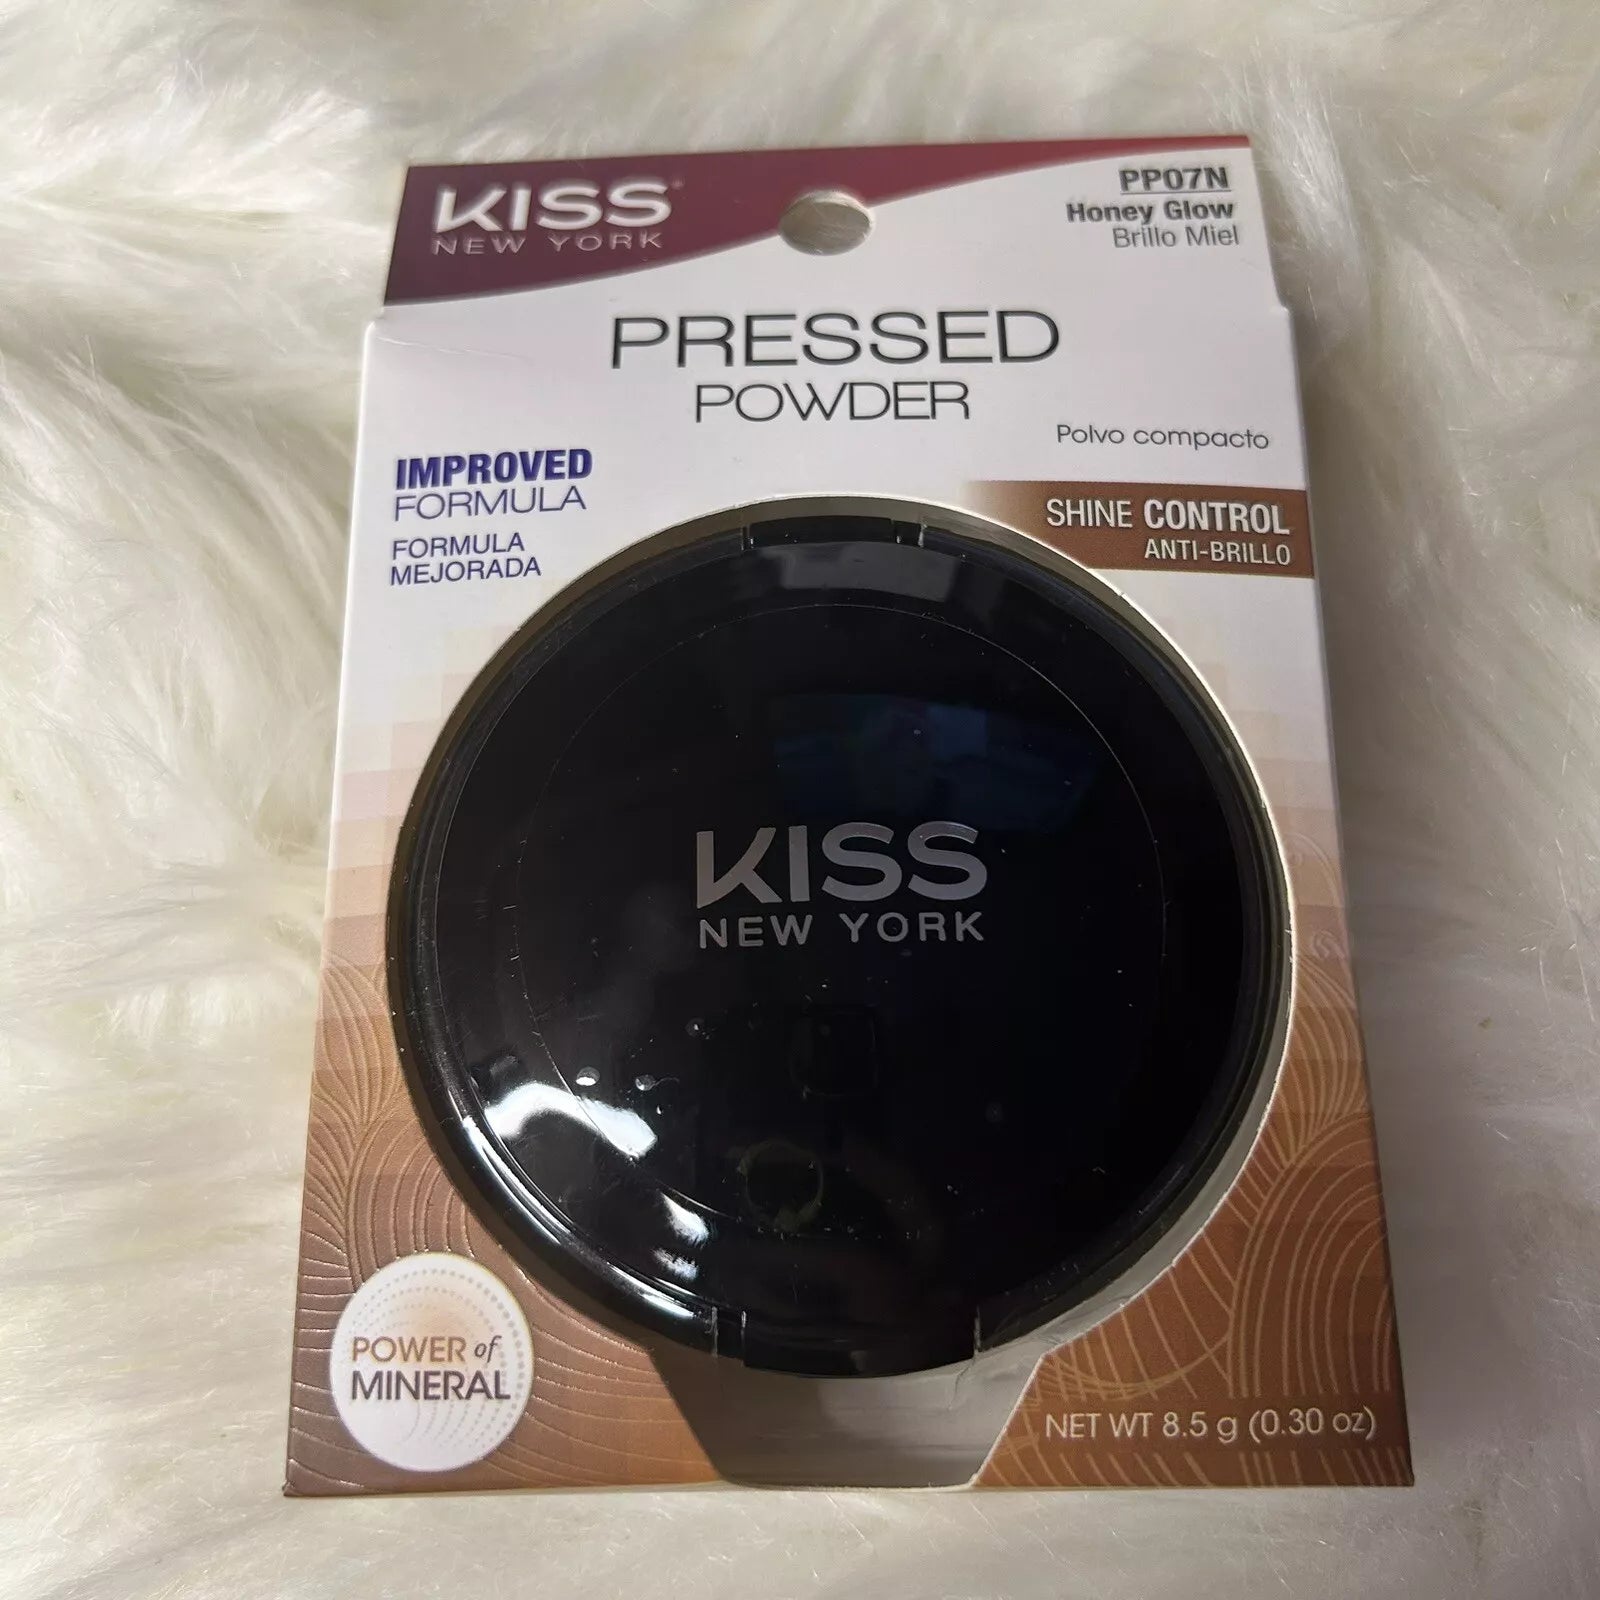 KISS
NEW YORK
PP07N
Honey Glow
Brillo Miel
PRESSED
POWDER
Polvo compacto
IMPROVED
FORMULA
FORMULA
MEJORADA
SHINE CONTROL
ANTI-BRILLO
KISS
NEW YORK
POWER of
MINERAL
NET WT 8.5 g (0.30 oz)